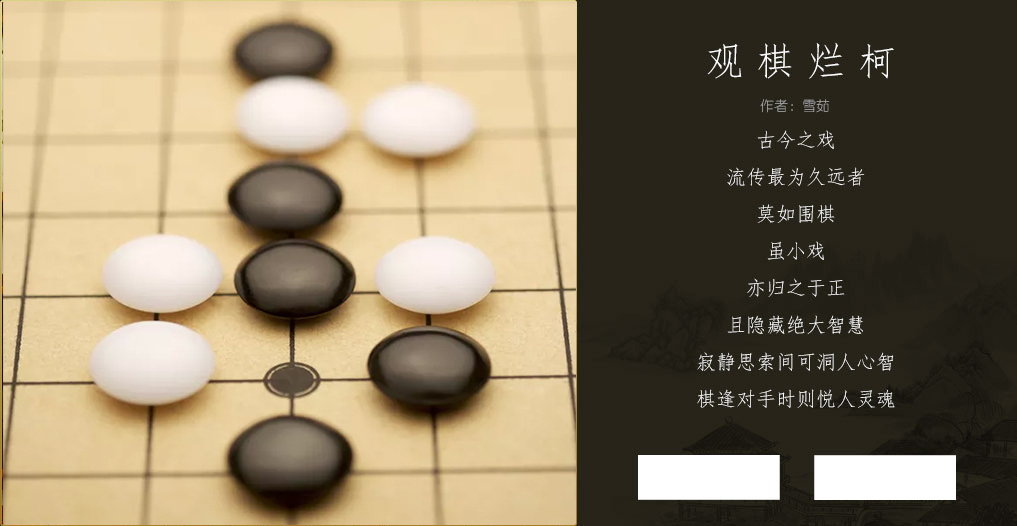 观棋烂柯
作者：雪茹
古今之戏
流传最为久远者
莫如围棋
虽小戏
亦归之于正
且隐藏绝大智慧
寂静思索间可洞人心智
棋逢对手时则悦人灵魂